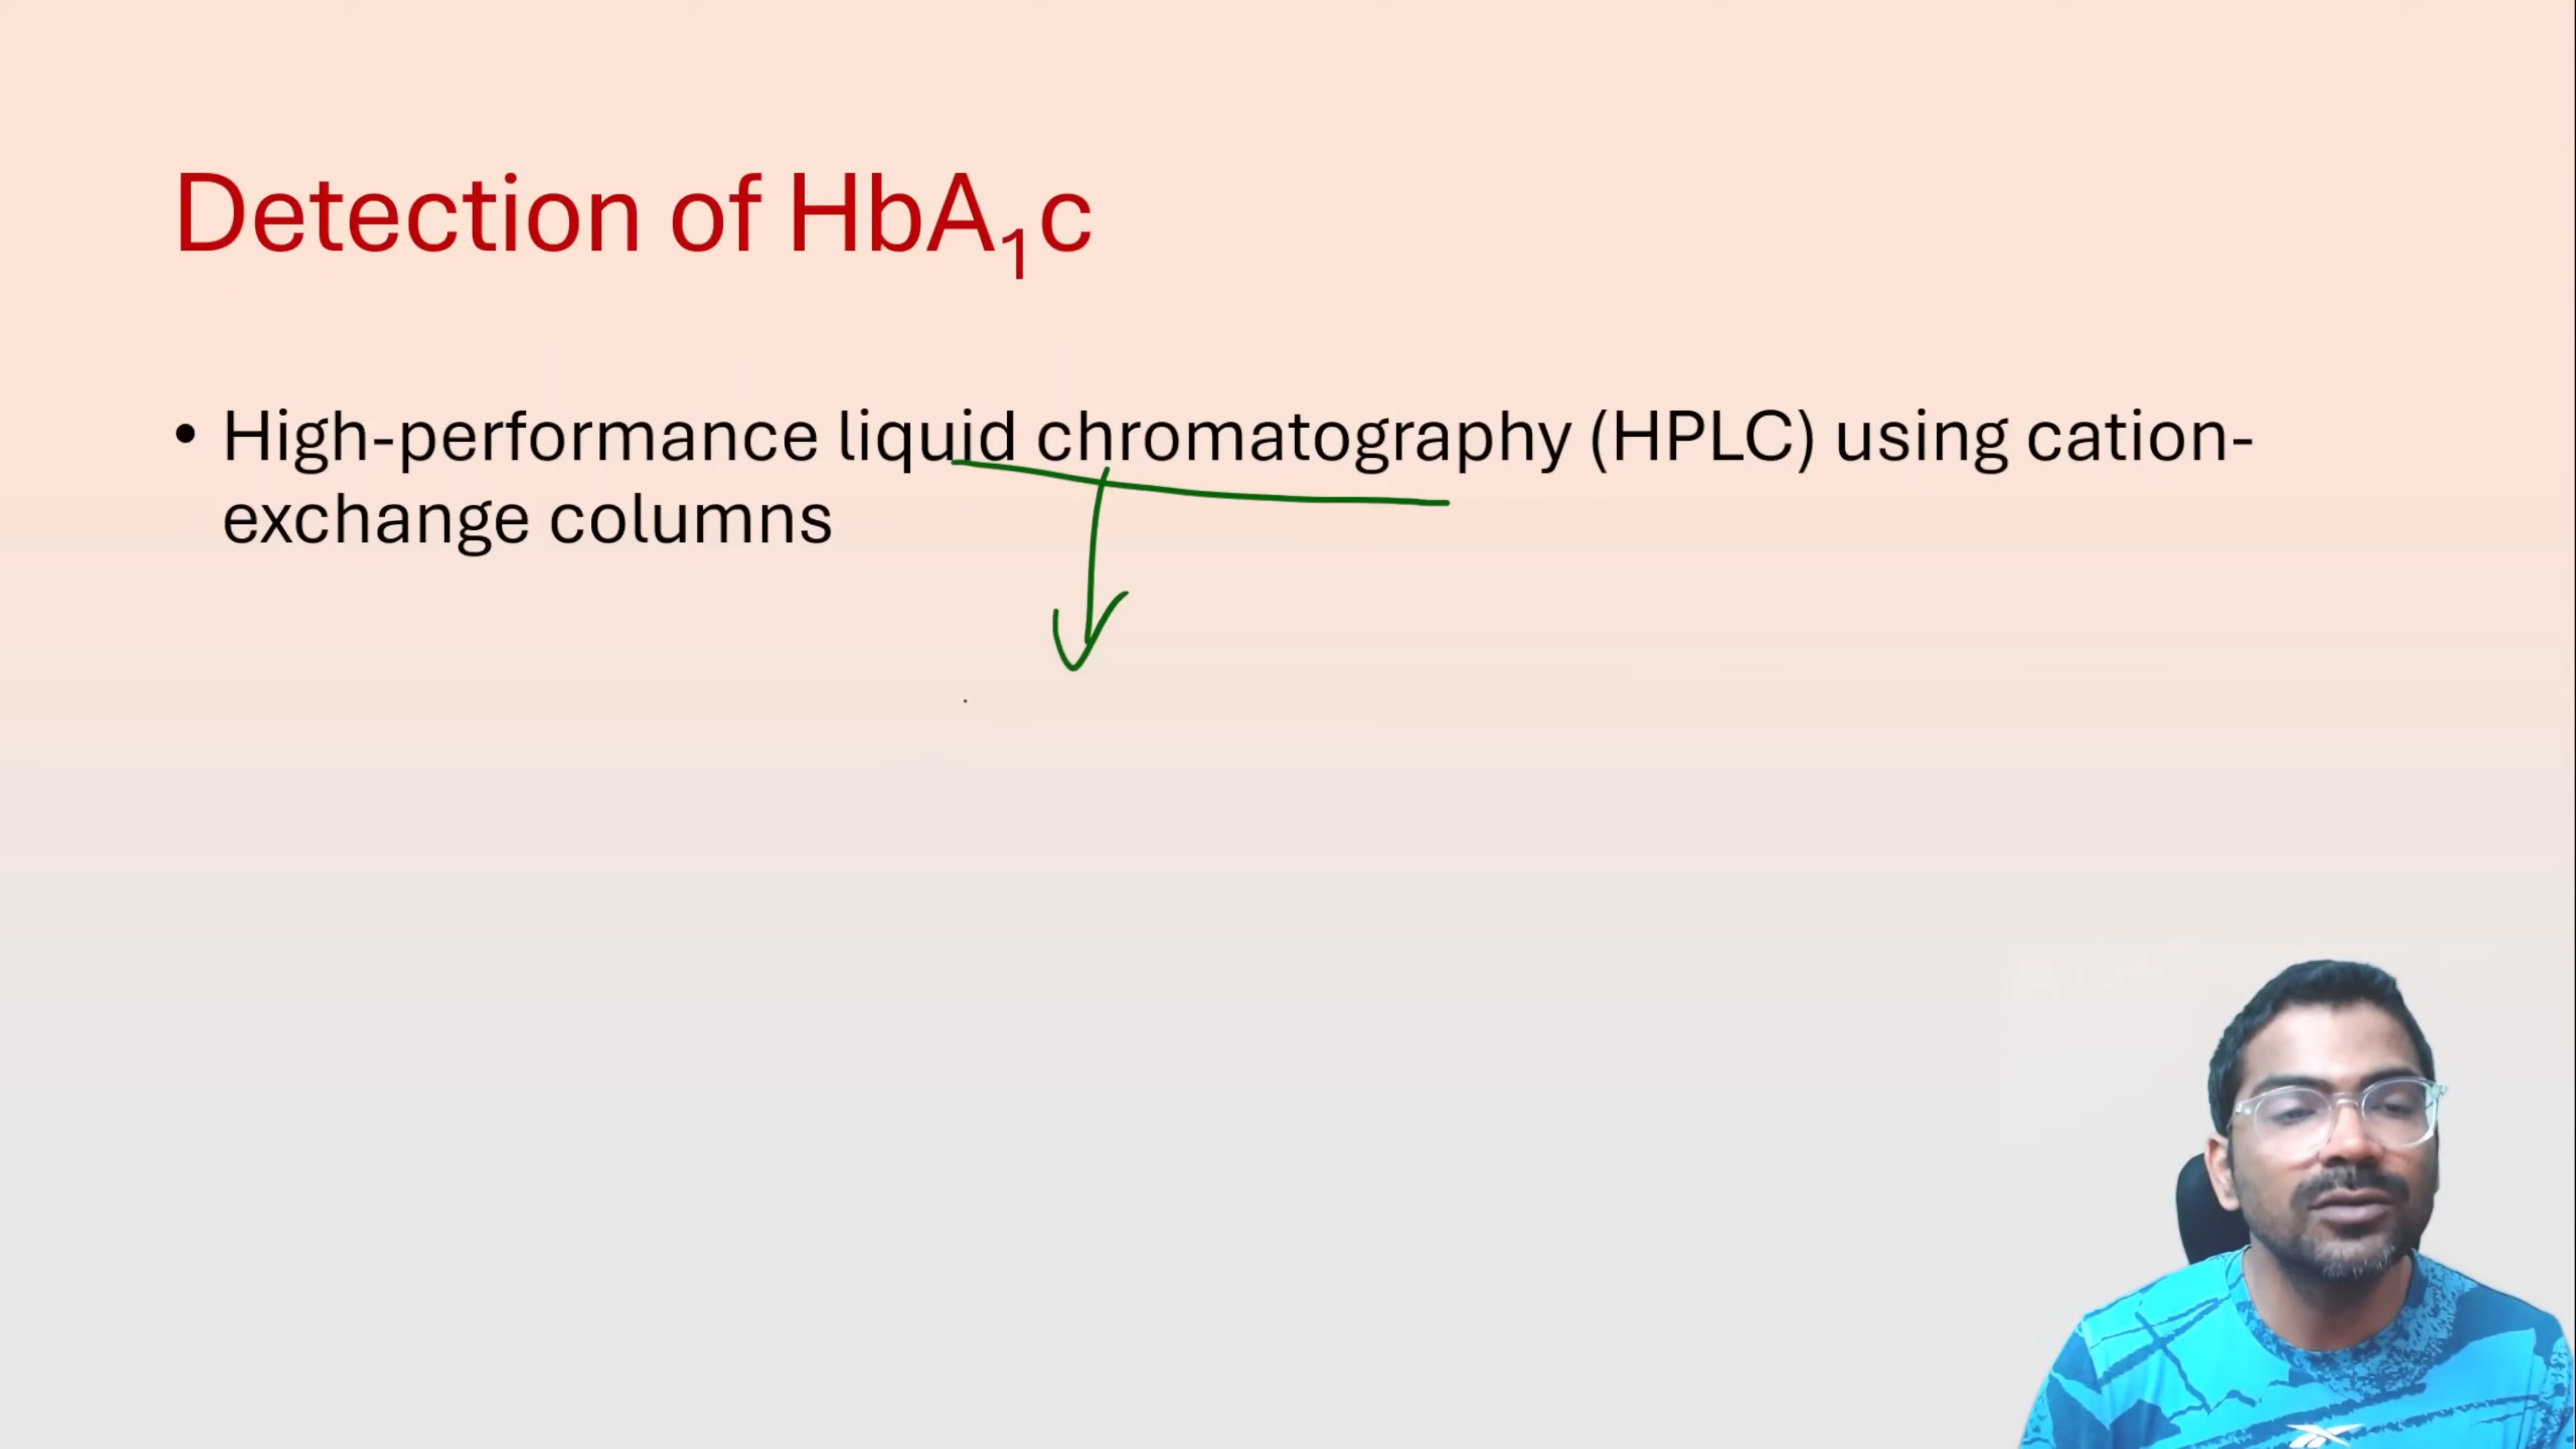 Detection of HbA₁c
• High-performance liquid chromatography (HPLC) using cation-
exchange columns